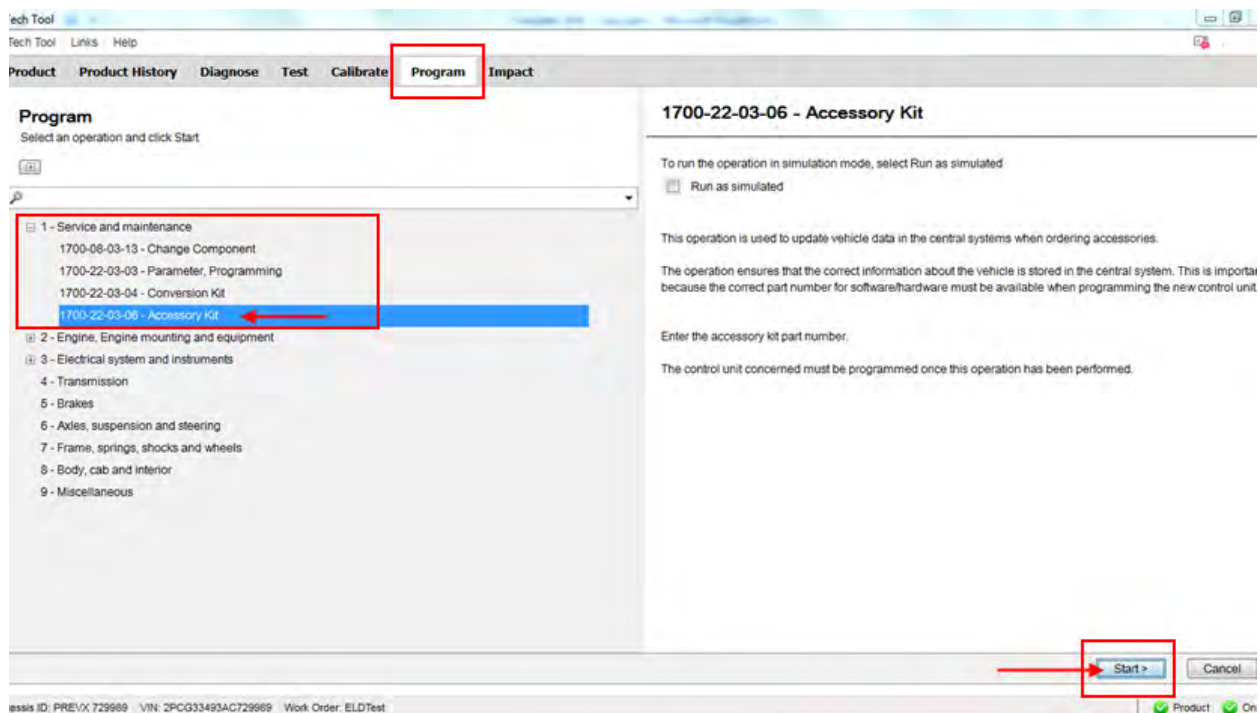 ech Tool
Tech Tool Links Help
Product Product History Diagnose Test Calibrate Program Impact
Program
Select an operation and click Start
1 - Service and maintenance
1700-08-03-13 - Change Component
1700-22-03-03 - Parameter, Programming
1700-22-03-04 - Conversion Kit
1700-22-03-06 - Accessory Kit
2 - Engine, Engine mounting and equipment
3 - Electrical system and instruments
4 - Transmission
5 - Brakes
6 - Axles, suspension and steering
7 - Frame, springs, shocks and wheels
8 - Body, cab and interior
9 - Miscellaneous
1700-22-03-06 - Accessory Kit
To run the operation in simulation mode, select Run as simulated
Run as simulated
This operation is used to update vehicle data in the central systems when ordering accessories.
The operation ensures that the correct information about the vehicle is stored in the central system. This is importa
because the correct part number for software/hardware must be available when programming the new control unit
Enter the accessory kit part number.
The control unit concerned must be programmed once this operation has been performed.
Start > Cancel
assis ID: PREVX 729989 VIN: 2PCG33493AC729989 Work Order: ELDTest Product On